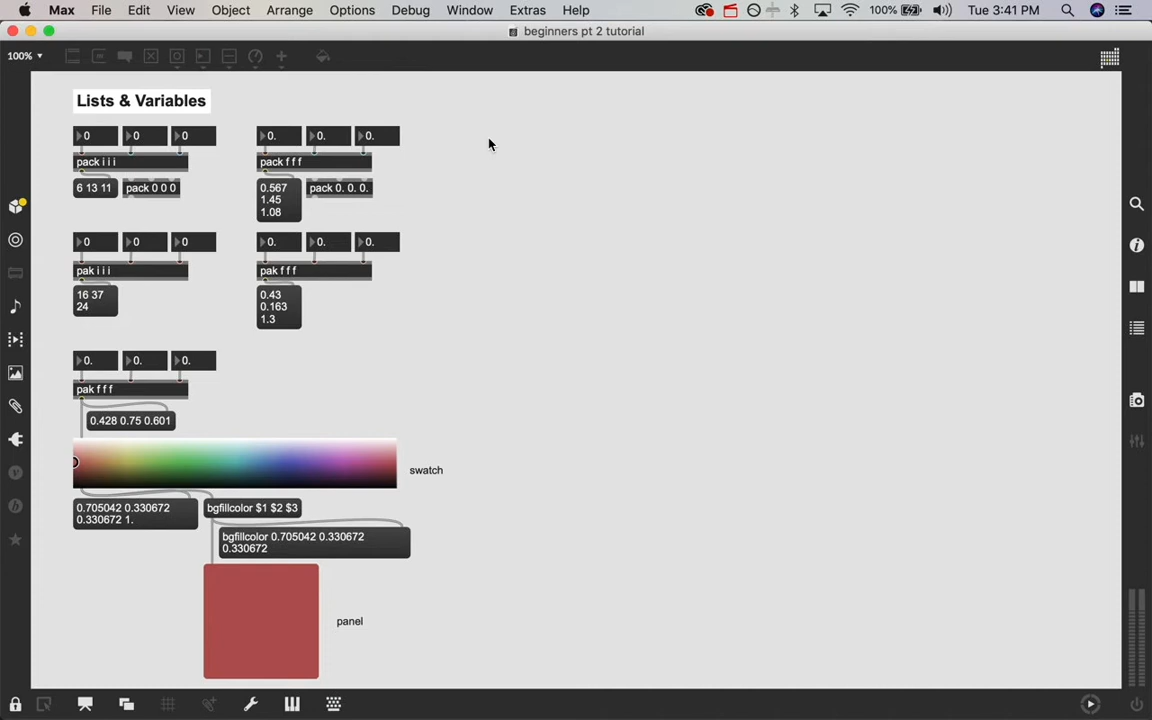 Max File Edit View Object Arrange Options Debug Window Extras Help 100% Tue 3:41 PM
beginners pt 2 tutorial
100%
Lists & Variables
0 0 0 0. 0. 0.
pack i i i pack f f f
6 13 11 pack 0 0 0 0.567 pack 0. 0. 0.
1.45
1.08
0 0 0 0. 0. 0.
pak i i i pak f f f
16 37 0.43
24 0.163
1.3
0. 0. 0.
pak f f f
0.428 0.75 0.601
swatch
0.705042 0.330672 bgfillcolor $1 $2 $3
0.330672 1.
bgfillcolor 0.705042 0.330672
0.330672
panel